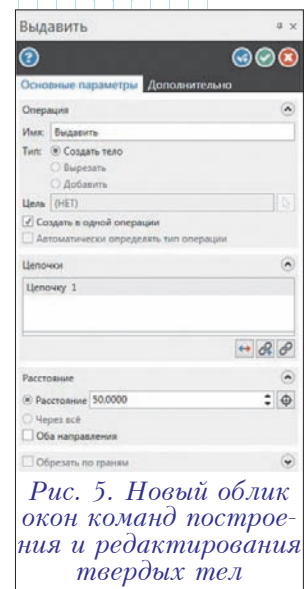 Выдавить
Основные параметры Дополнительно
Операция
Имя: Выдавить
Тип: Создать тело
Вырезать
Добавить
Цель (НЕТ)
Создать в одной операции
Автоматически определять тип операции
Цепочки
Цепочку 1
Расстояние
Расстояние 50.0000
Через всё
Оба направления
Обрезать по граням
Рис. 5. Новый облик
окон команд построе-
ния и редактирования
твердых тел